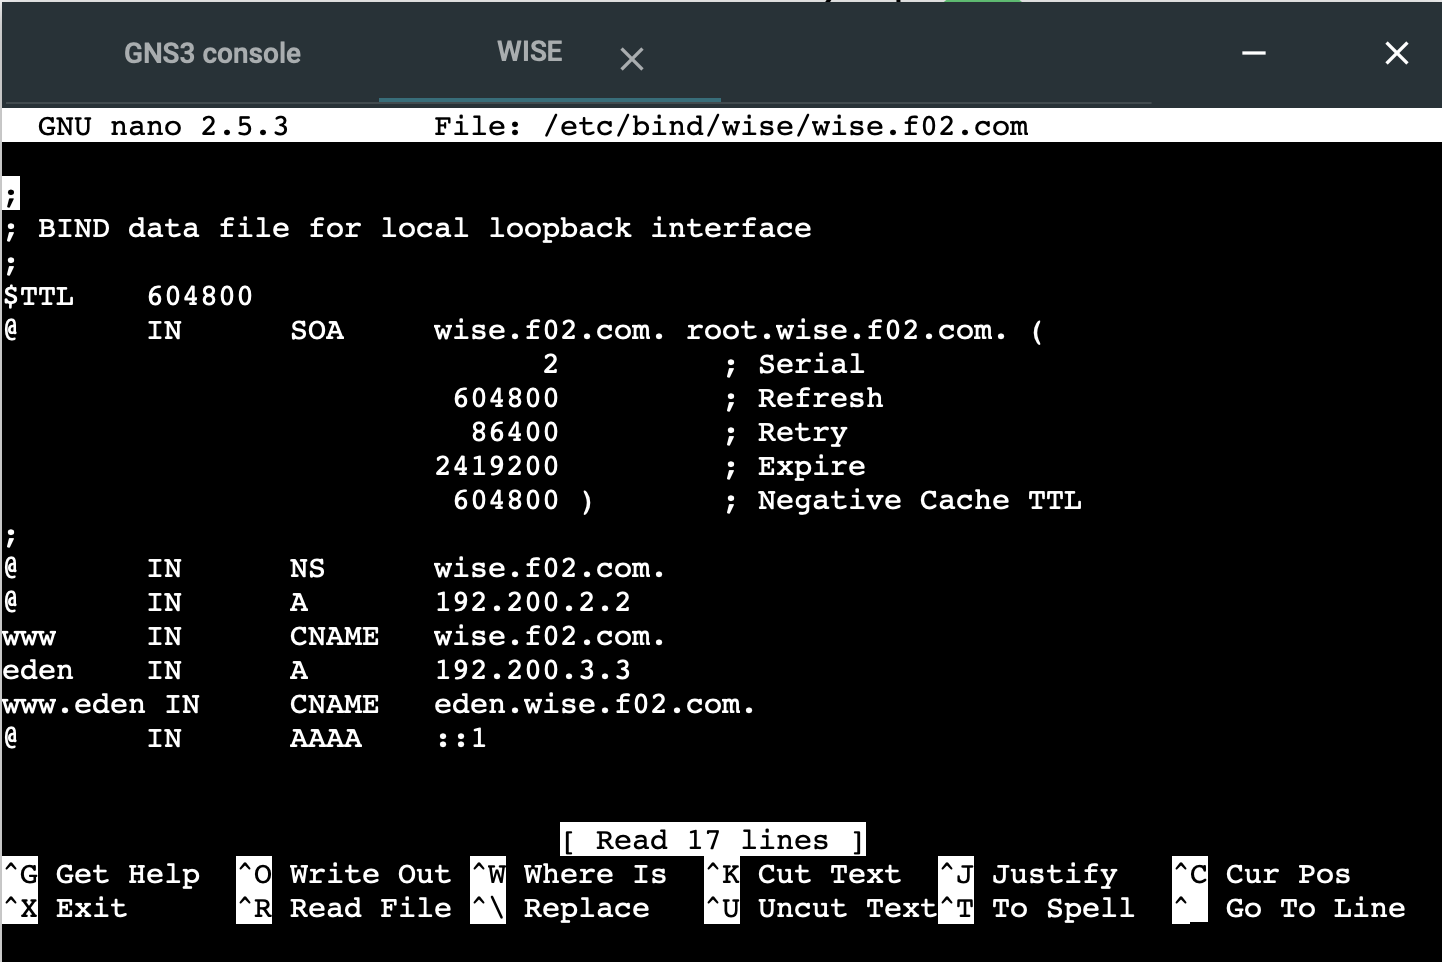 GNS3 console WISE
GNU nano 2.5.3 File: /etc/bind/wise/wise.f02.com
;
; BIND data file for local loopback interface
;
$TTL 604800
@ IN SOA wise.f02.com. root.wise.f02.com. (
2 ; Serial
604800 ; Refresh
86400 ; Retry
2419200 ; Expire
604800 ) ; Negative Cache TTL
;
@ IN NS wise.f02.com.
@ IN A 192.200.2.2
www IN CNAME wise.f02.com.
eden IN A 192.200.3.3
www.eden IN CNAME eden.wise.f02.com.
@ IN AAAA ::1
[ Read 17 lines ]
^G Get Help ^O Write Out ^W Where Is ^K Cut Text ^J Justify ^C Cur Pos
^X Exit ^R Read File ^\ Replace ^U Uncut Text ^T To Spell ^_ Go To Line